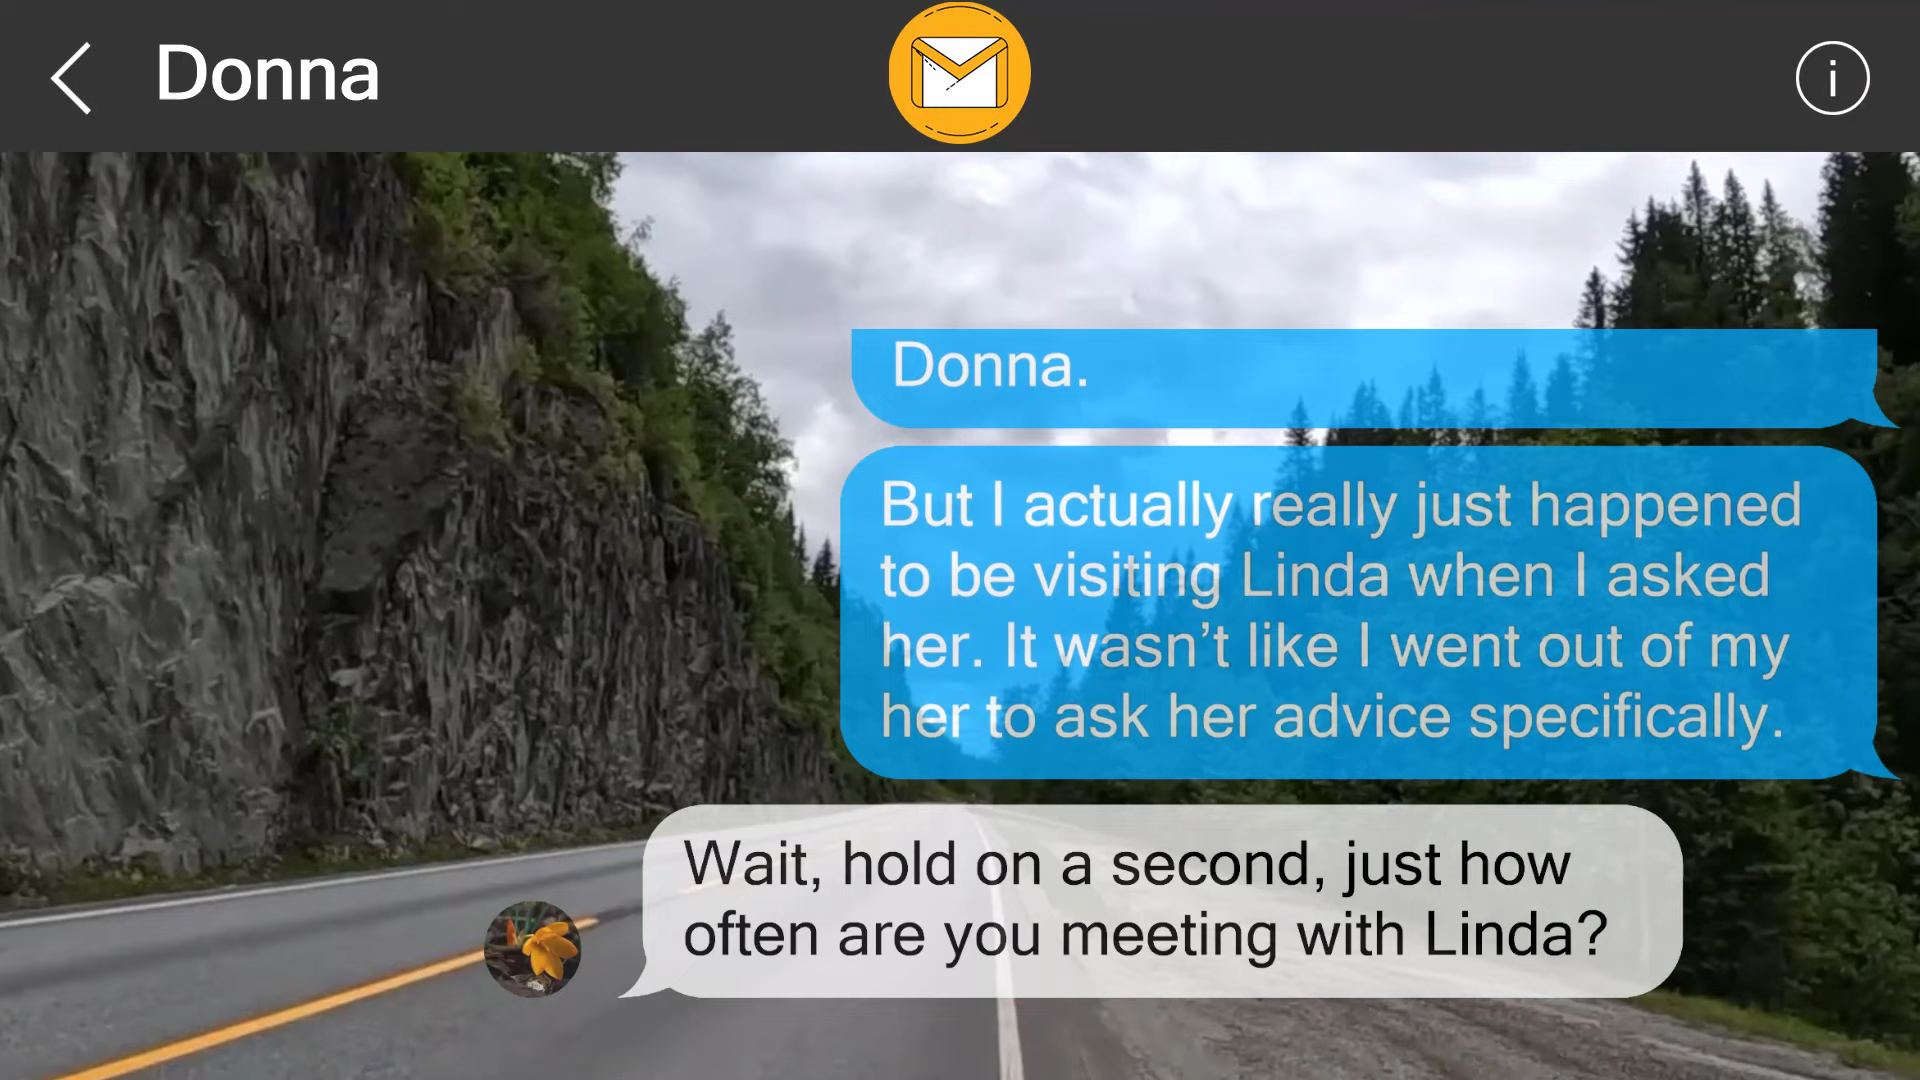 Donna
i
Donna.
But I actually really just happened
to be visiting Linda when I asked
her. It wasn’t like I went out of my
her to ask her advice specifically.
Wait, hold on a second, just how
often are you meeting with Linda?